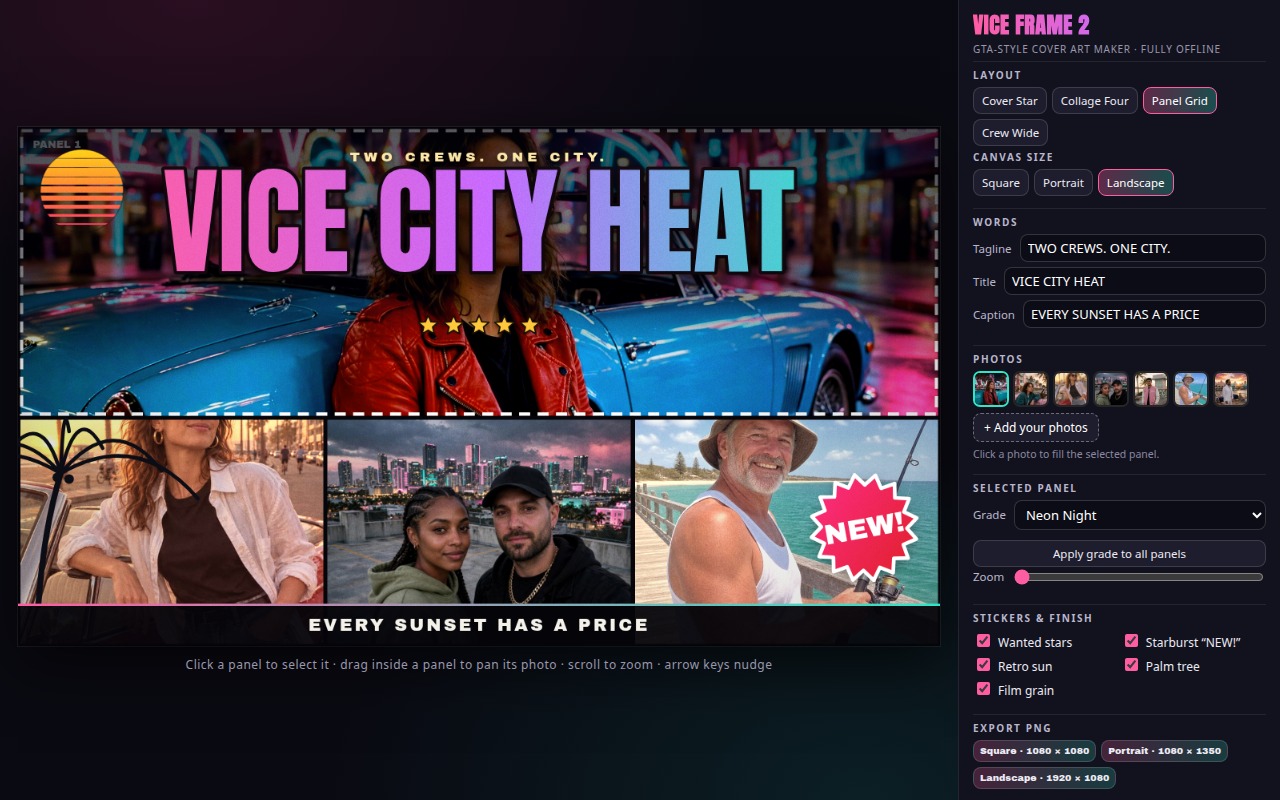 PANEL 1
TWO CREWS. ONE CITY.
VICE CITY HEAT
NEW!
EVERY SUNSET HAS A PRICE
Click a panel to select it · drag inside a panel to pan its photo · scroll to zoom · arrow keys nudge
VICE FRAME 2
GTA-STYLE COVER ART MAKER · FULLY OFFLINE
LAYOUT
Cover Star Collage Four Panel Grid
Crew Wide
CANVAS SIZE
Square Portrait Landscape
WORDS
Tagline TWO CREWS. ONE CITY.
Title VICE CITY HEAT
Caption EVERY SUNSET HAS A PRICE
PHOTOS
+ Add your photos
Click a photo to fill the selected panel.
SELECTED PANEL
Grade Neon Night
Apply grade to all panels
Zoom
STICKERS & FINISH
Wanted stars Starburst “NEW!”
Retro sun Palm tree
Film grain
EXPORT PNG
Square · 1080 × 1080 Portrait · 1080 × 1350
Landscape · 1920 × 1080